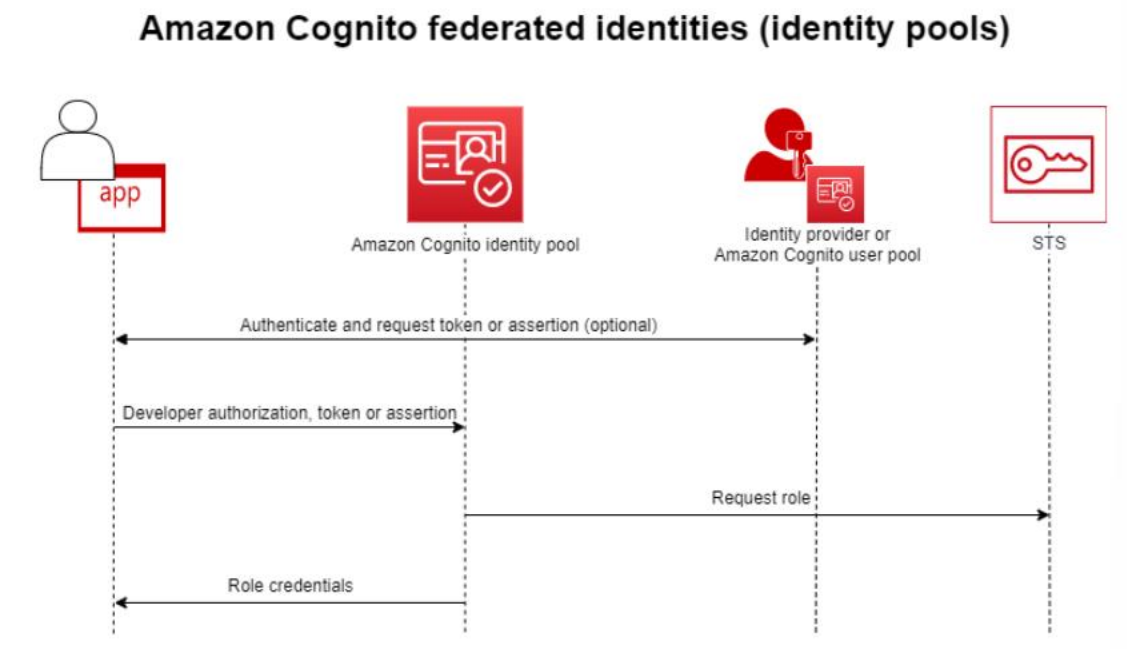 Amazon Cognito federated identities (identity pools)
app
Amazon Cognito identity pool
Identity provider or
Amazon Cognito user pool
STS
Authenticate and request token or assertion (optional)
Developer authorization, token or assertion
Request role
Role credentials